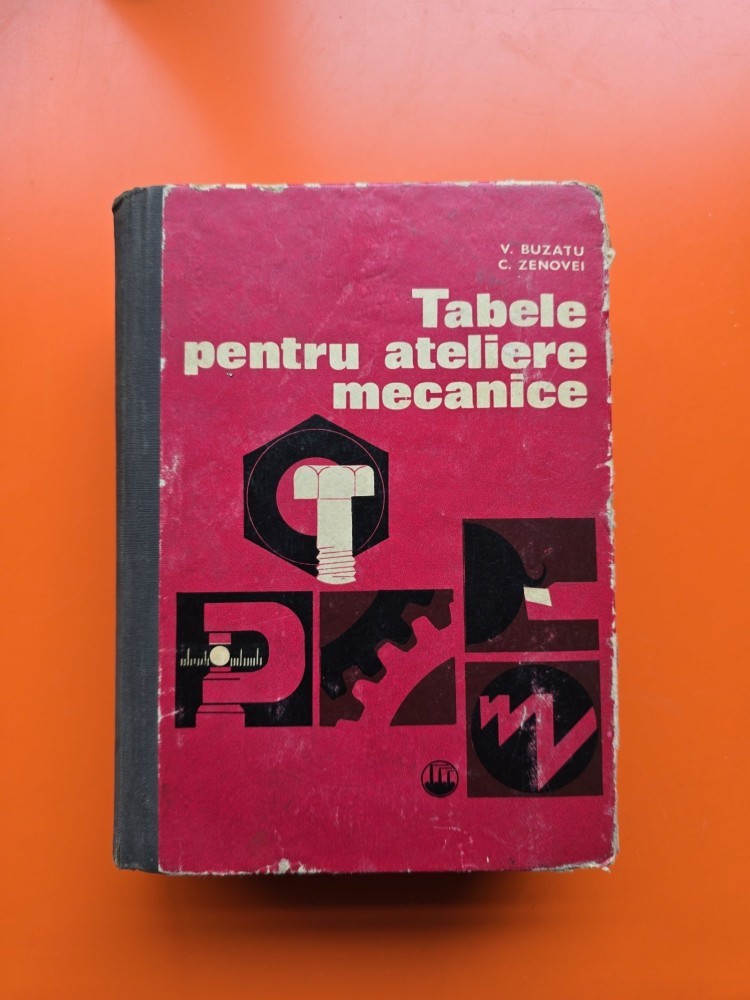 V. BUZATU
C. ZENOVEI
Tabele
pentru ateliere
mecanice